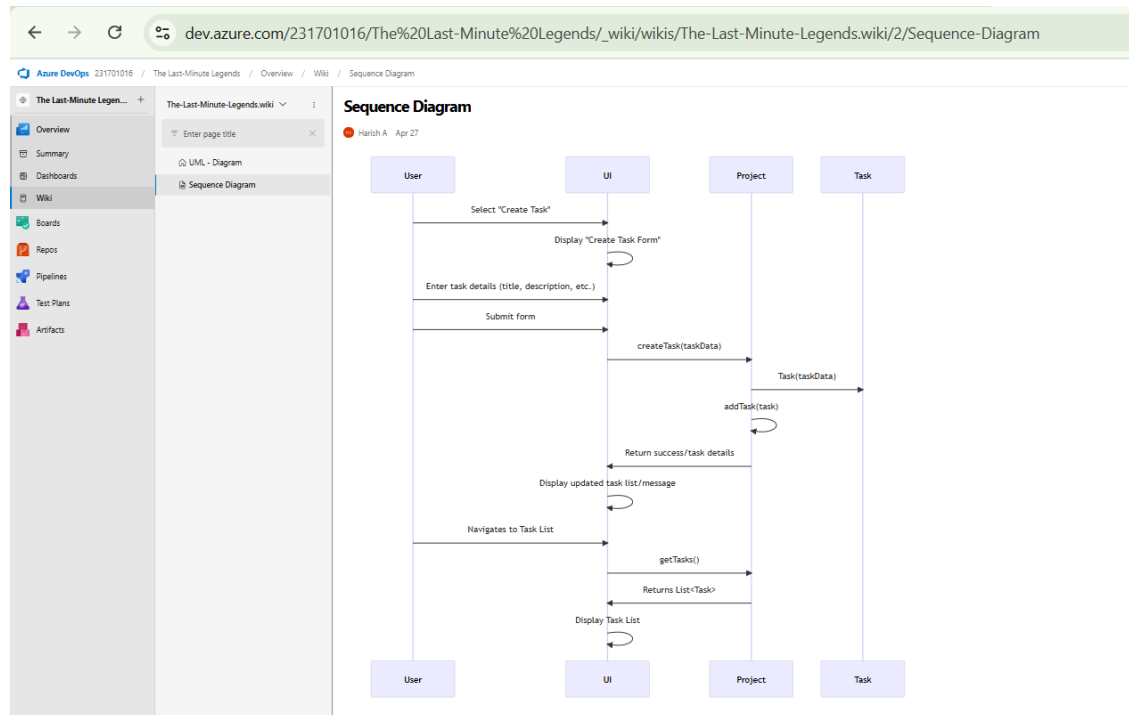 dev.azure.com/231701016/The%20Last-Minute%20Legends/_wiki/wikis/The-Last-Minute-Legends.wiki/2/Sequence-Diagram
Azure DevOps 231701016 / The Last-Minute Legends / Overview / Wiki / Sequence Diagram
The Last-Minute Legen... +
Overview
Summary
Dashboards
Wiki
Boards
Repos
Pipelines
Test Plans
Artifacts
The-Last-Minute-Legends.wiki
Enter page title
UML - Diagram
Sequence Diagram
Sequence Diagram
Harish A Apr 27
User UI Project Task
Select "Create Task"
Display "Create Task Form"
Enter task details (title, description, etc.)
Submit form
createTask(taskData)
Task(taskData)
addTask(task)
Return success/task details
Display updated task list/message
Navigates to Task List
getTasks()
Returns List<Task>
Display Task List
User UI Project Task